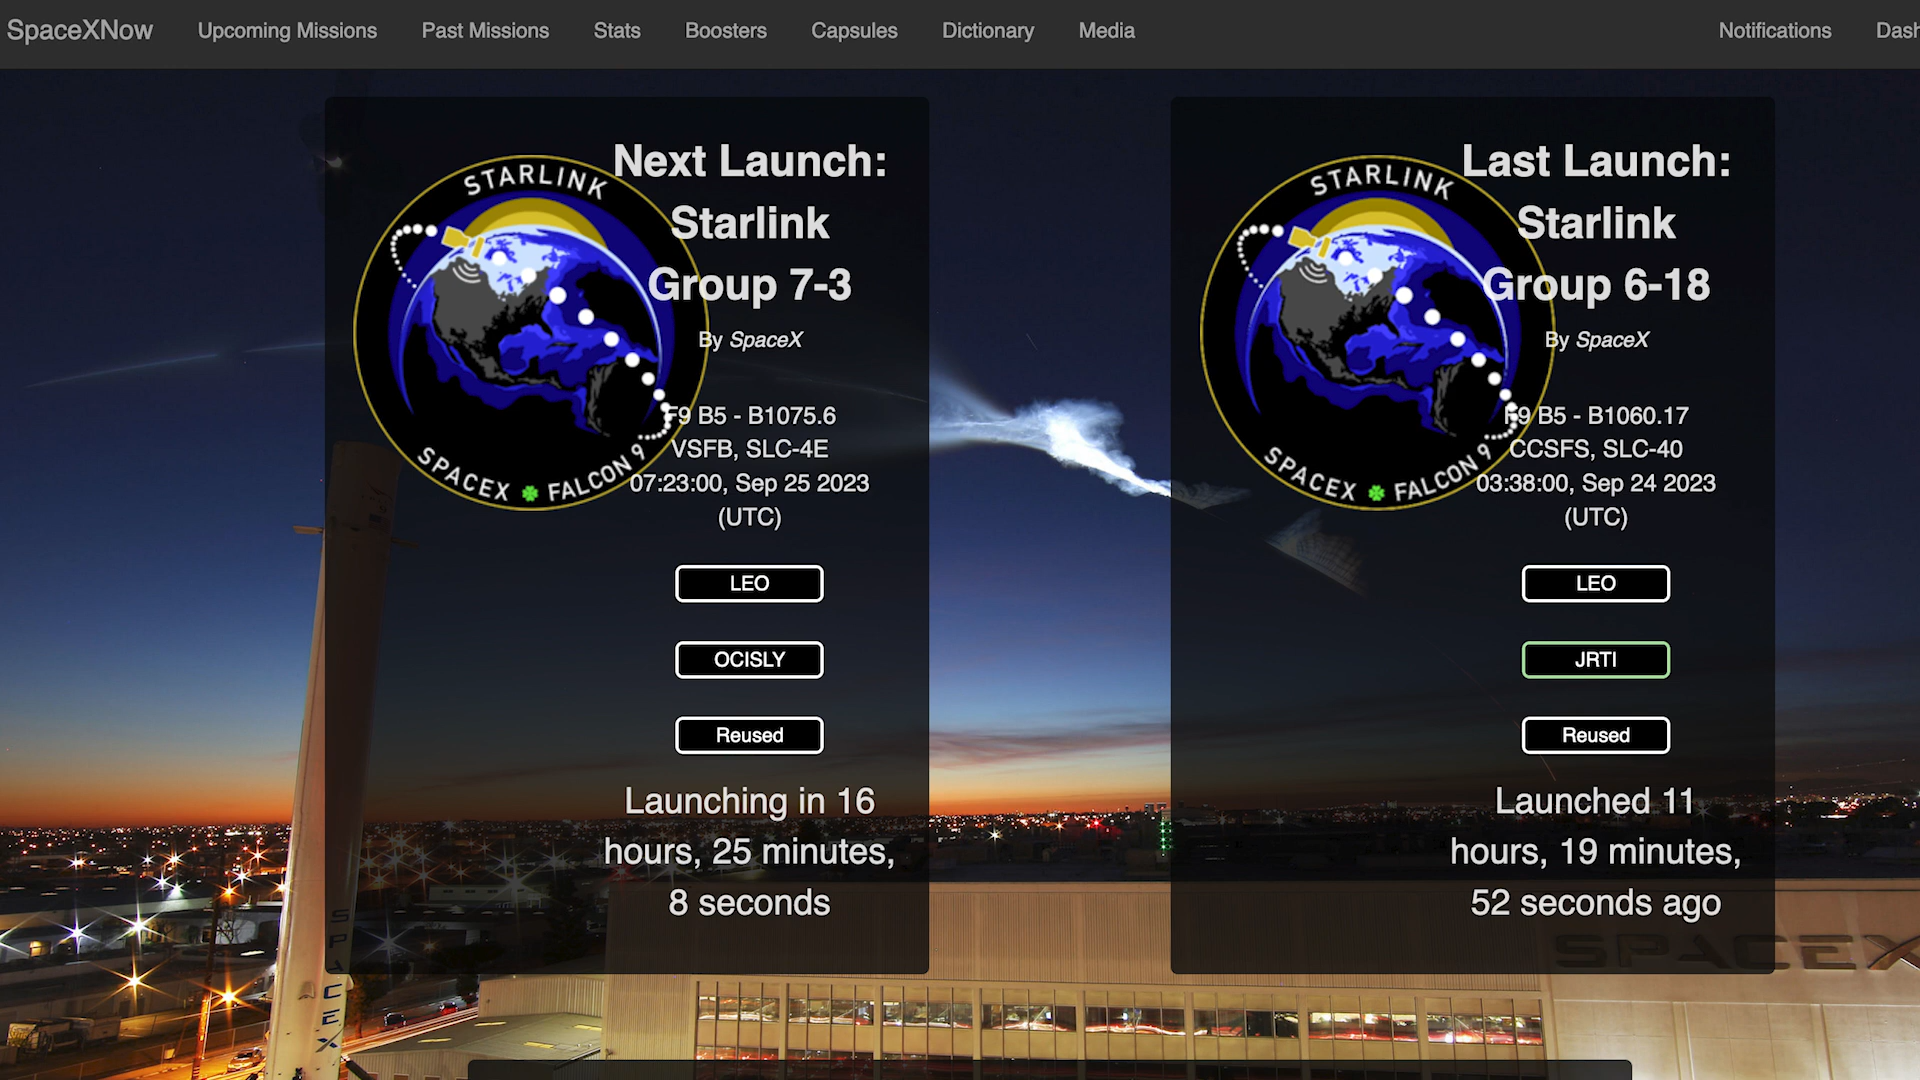 SpaceXNow Upcoming Missions Past Missions Stats Boosters Capsules Dictionary Media Notifications Dash
STARLINK
SPACEX FALCON 9
Next Launch:
Starlink
Group 7-3
By SpaceX
F9 B5 - B1075.6
VSFB, SLC-4E
07:23:00, Sep 25 2023
(UTC)
LEO
OCISLY
Reused
Launching in 16
hours, 25 minutes,
8 seconds
STARLINK
SPACEX FALCON 9
Last Launch:
Starlink
Group 6-18
By SpaceX
F9 B5 - B1060.17
CCSFS, SLC-40
03:38:00, Sep 24 2023
(UTC)
LEO
JRTI
Reused
Launched 11
hours, 19 minutes,
52 seconds ago
SPACEX
SPACEX